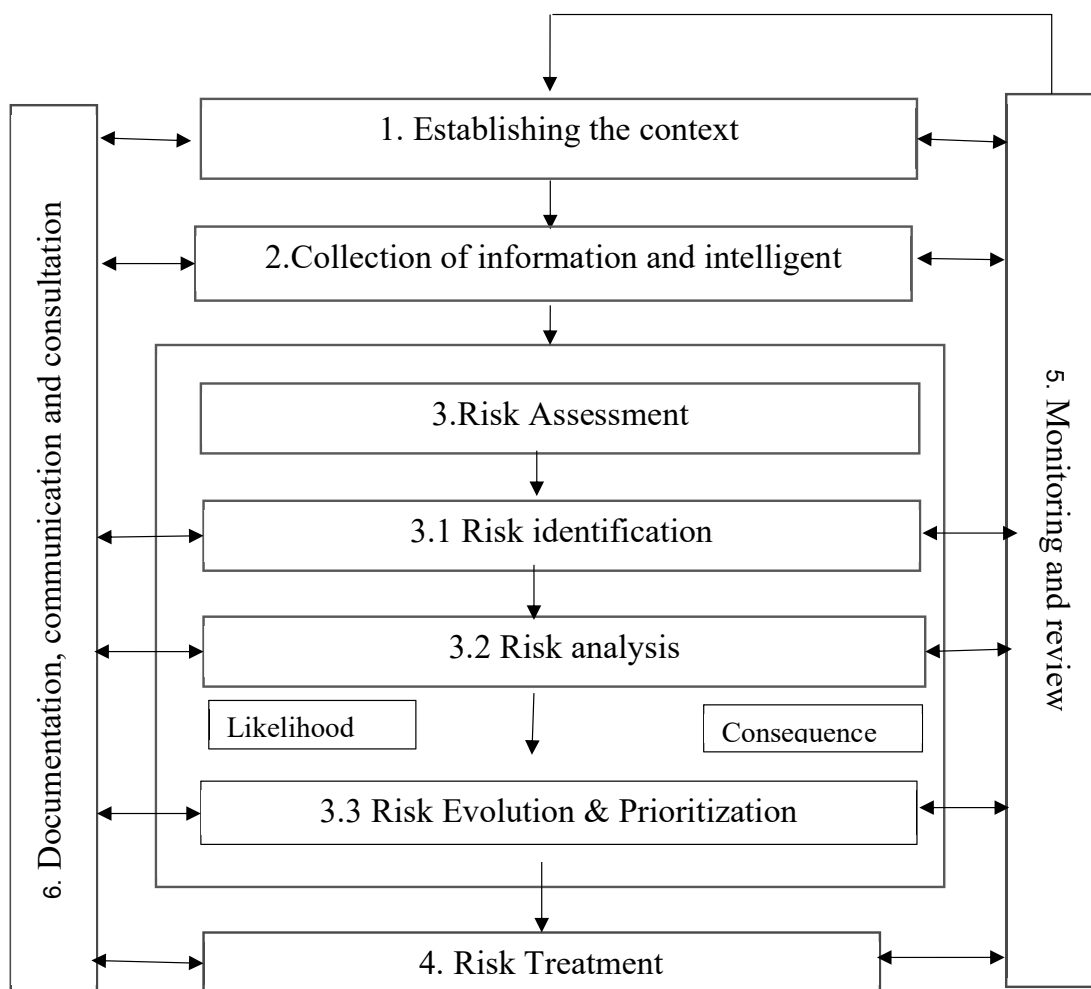 1. Establishing the context
2.Collection of information and intelligent
3.Risk Assessment
3.1 Risk identification
3.2 Risk analysis
Likelihood
Consequence
3.3 Risk Evolution & Prioritization
4. Risk Treatment
5. Monitoring and review
6. Documentation, communication and consultation